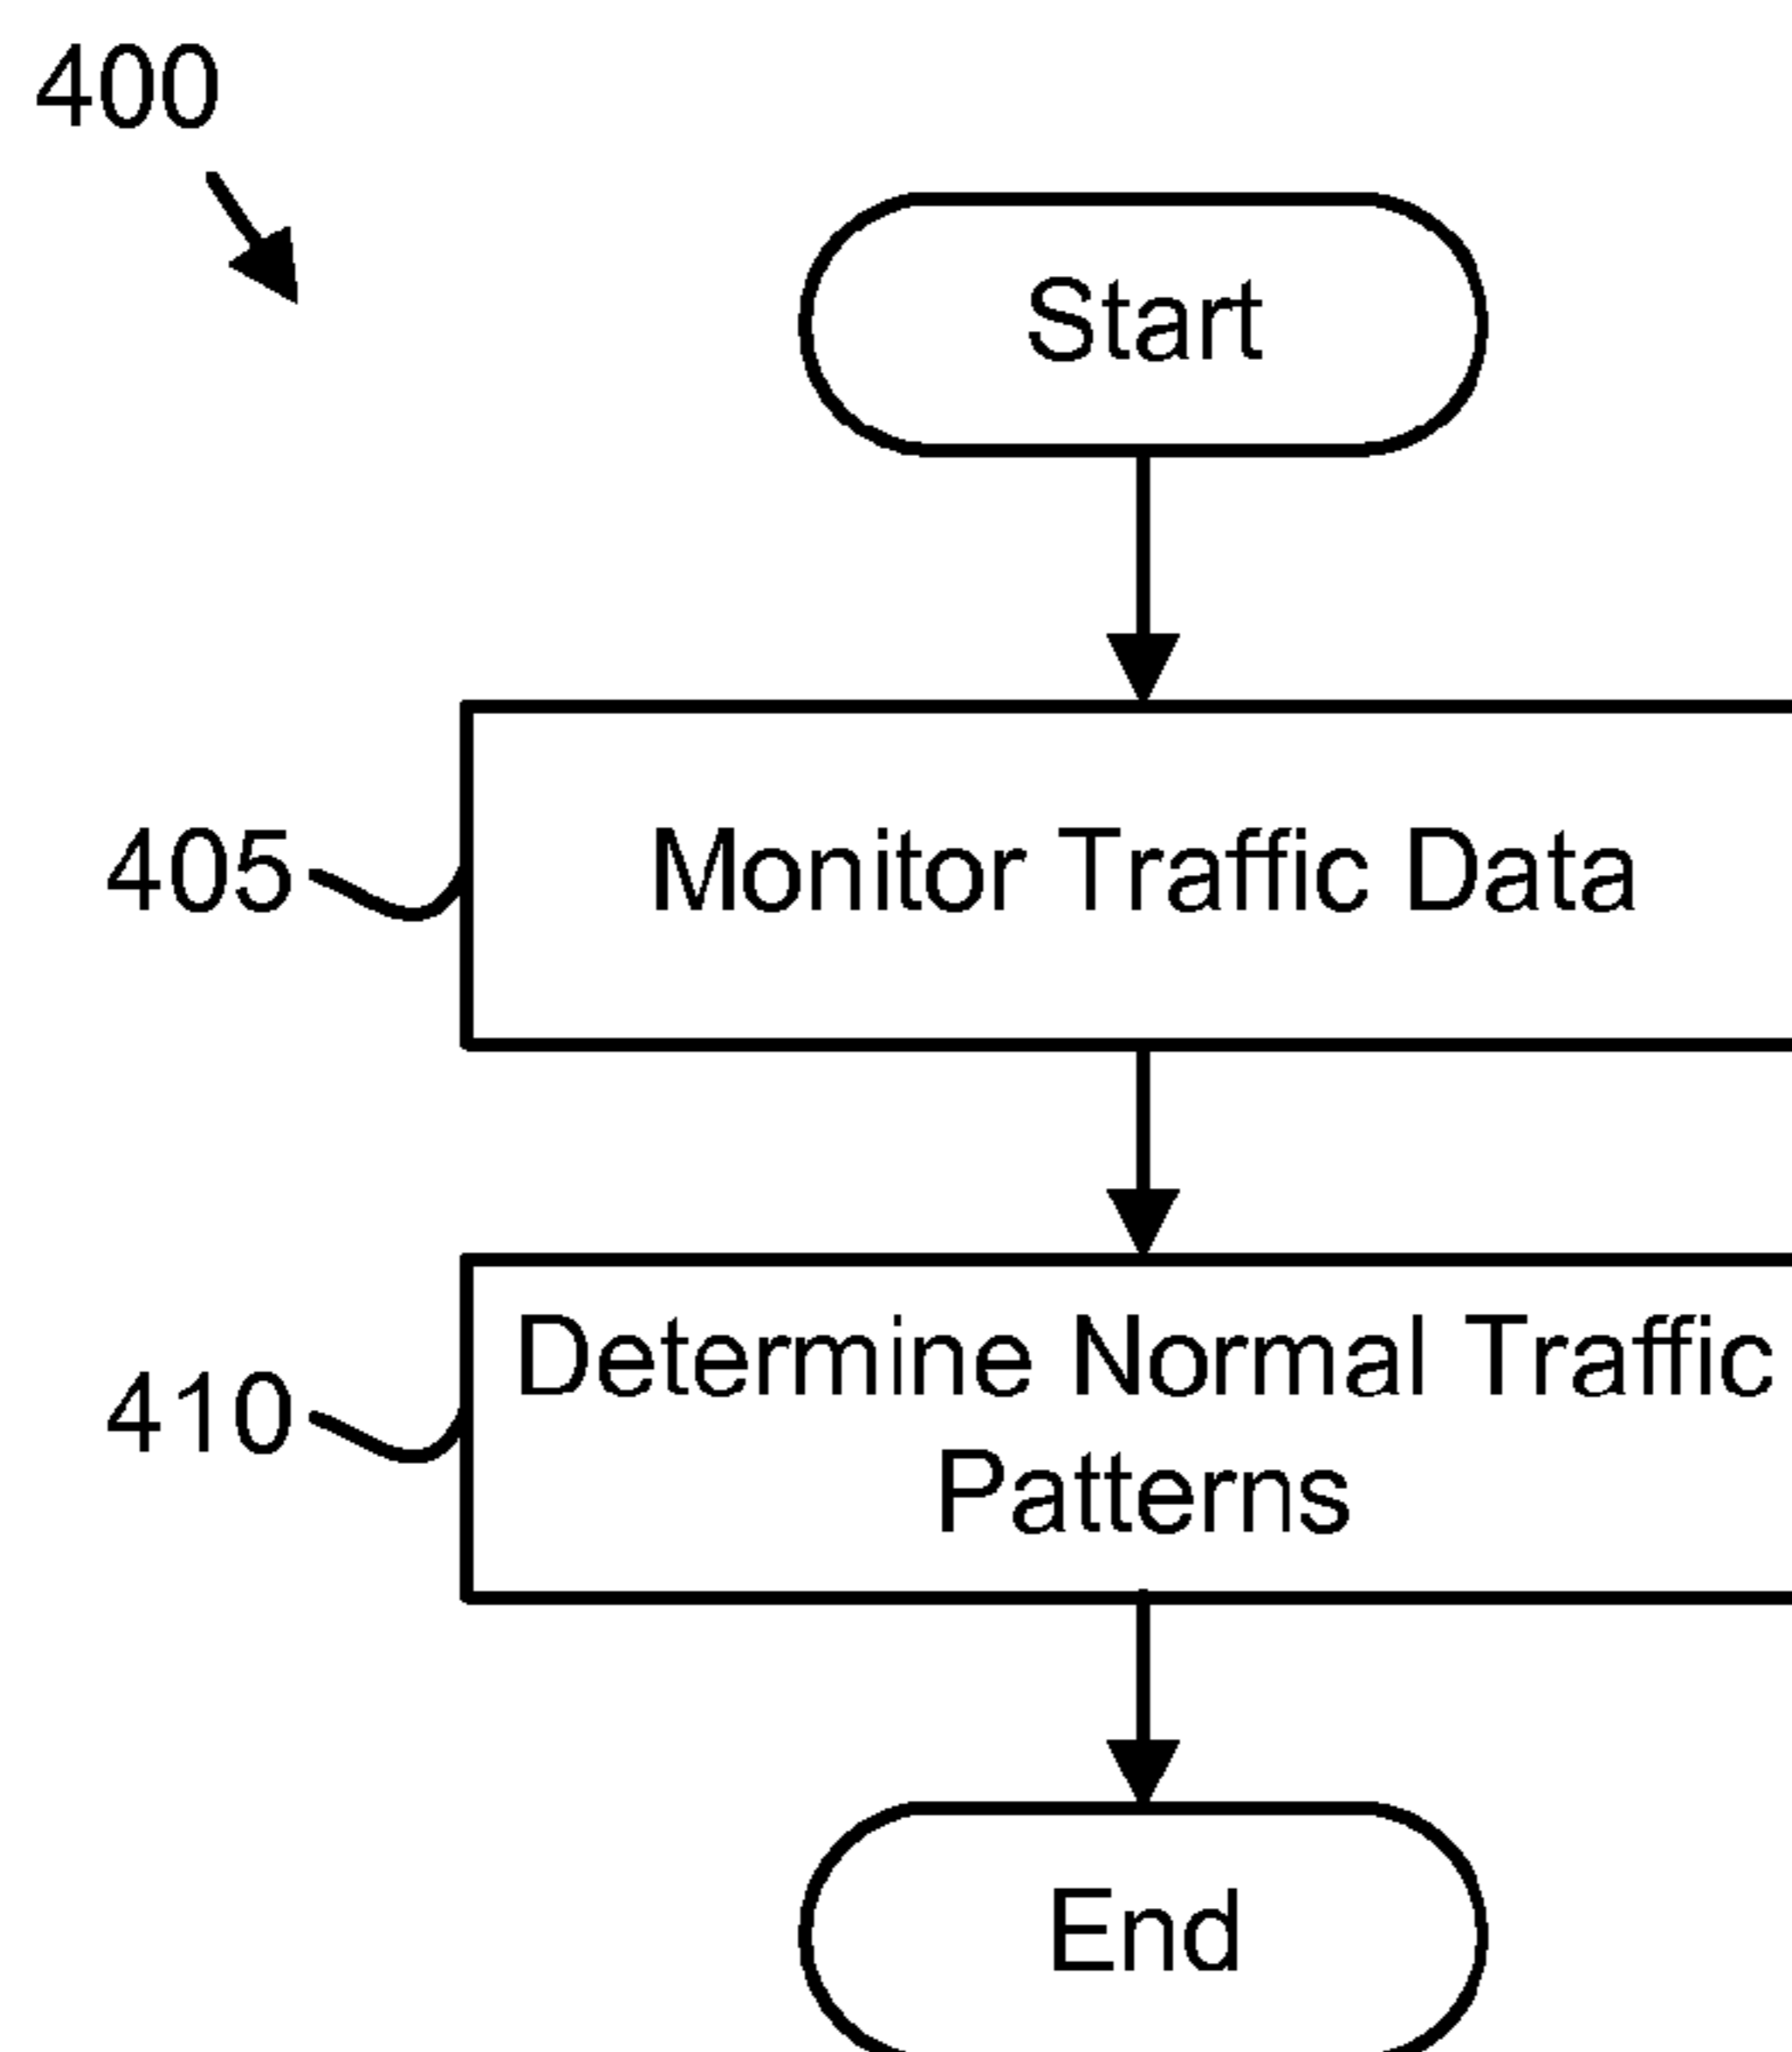 400
Start
405
Monitor Traffic Data
410
Determine Normal Traffic
Patterns
End